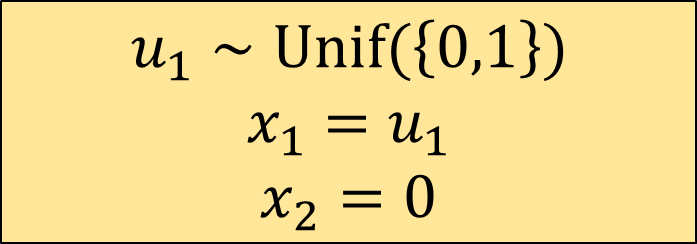 u₁ ~ Unif({0,1})
x₁ = u₁
x₂ = 0